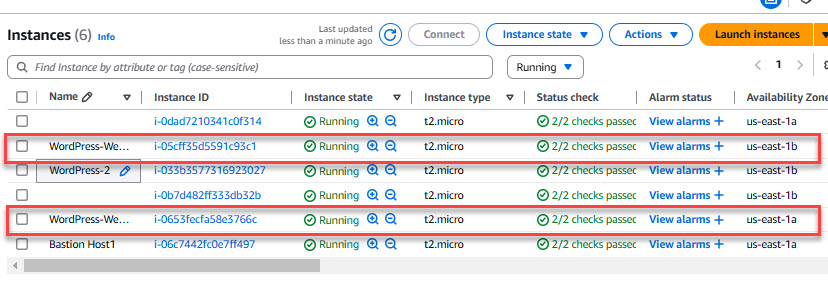 Instances (6) Info
Last updated
less than a minute ago
Connect
Instance state
Actions
Launch instances
Find Instance by attribute or tag (case-sensitive)
Running
1
Name Instance ID Instance state Instance type Status check Alarm status Availability Zone
i-0dad7210341c0f314 Running t2.micro 2/2 checks passed View alarms + us-east-1a
WordPress-We... i-05cff35d5591c93c1 Running t2.micro 2/2 checks passed View alarms + us-east-1b
WordPress-2 i-033b3577316923027 Running t2.micro 2/2 checks passed View alarms + us-east-1b
i-0b7d482ff333db32b Running t2.micro 2/2 checks passed View alarms + us-east-1b
WordPress-We... i-0653fecfa58e3766c Running t2.micro 2/2 checks passed View alarms + us-east-1a
Bastion Host1 i-06c7442fc0e7ff497 Running t2.micro 2/2 checks passed View alarms + us-east-1a